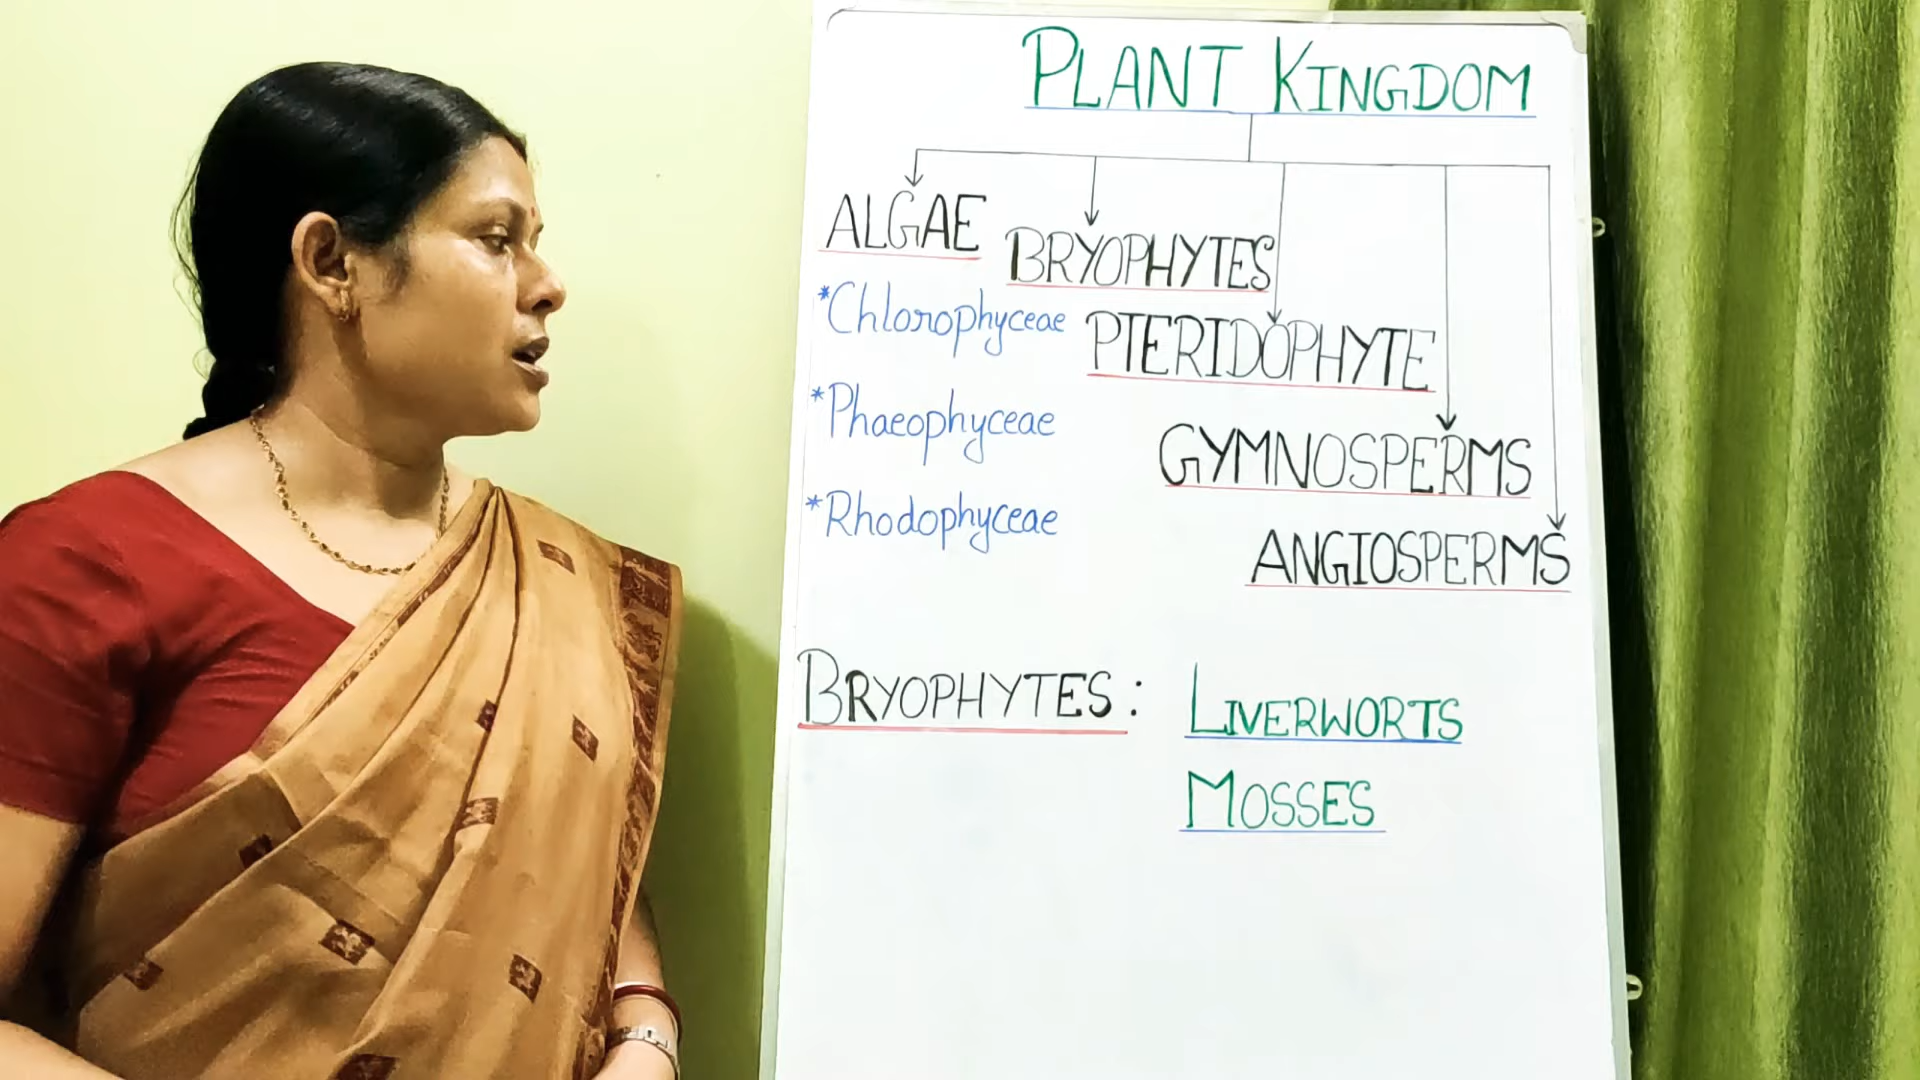 PLANT KINGDOM
ALGAE
BRYOPHYTES
PTERIDOPHYTE
GYMNOSPERMS
ANGIOSPERMS
*Chlorophyceae
*Phaeophyceae
*Rhodophyceae
BRYOPHYTES: LIVERWORTS
MOSSES